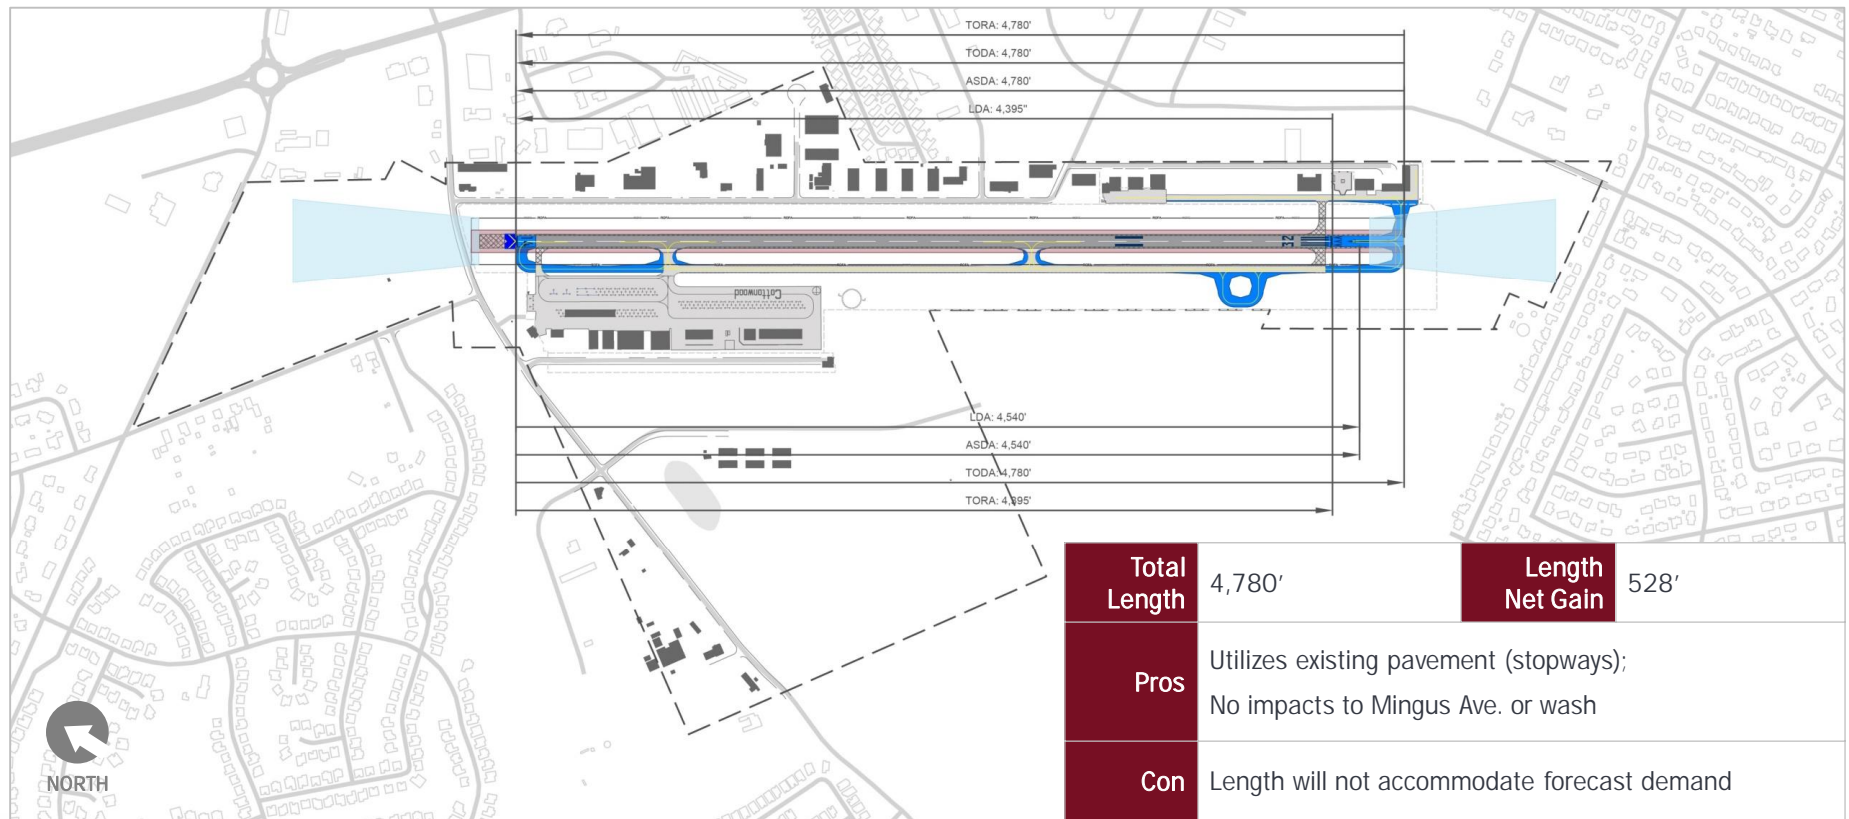 TORA: 4,780'
TODA: 4,780'
ASDA: 4,780'
LDA: 4,395"
32
Cottonwood
LDA: 4,540'
ASDA: 4,540'
TODA: 4,780'
TORA: 4,395'
Total Length 4,780′ Length Net Gain 528′
Pros
Utilizes existing pavement (stopways);
No impacts to Mingus Ave. or wash
Con Length will not accommodate forecast demand
NORTH